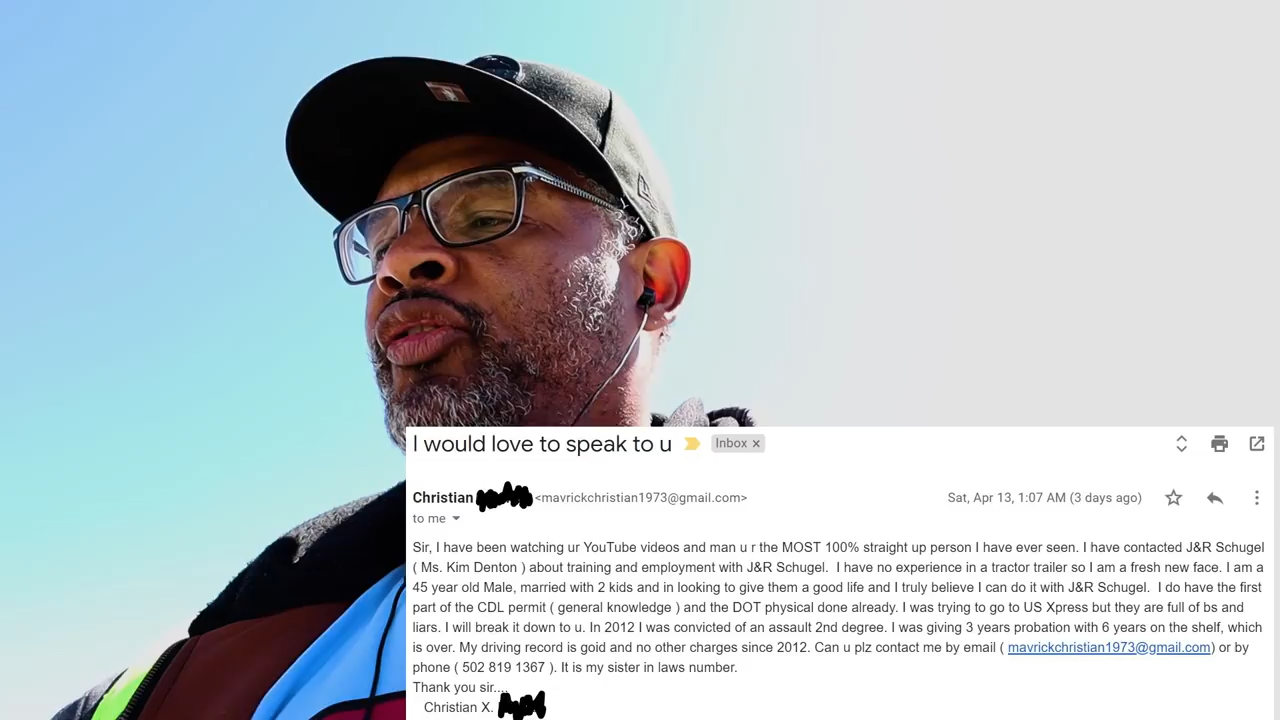 I would love to speak to u Inbox ×
Christian <mavrickchristian1973@gmail.com> Sat, Apr 13, 1:07 AM (3 days ago)
to me
Sir, I have been watching ur YouTube videos and man u r the MOST 100% straight up person I have ever seen. I have contacted J&R Schugel
( Ms. Kim Denton ) about training and employment with J&R Schugel.  I have no experience in a tractor trailer so I am a fresh new face. I am a
45 year old Male, married with 2 kids and in looking to give them a good life and I truly believe I can do it with J&R Schugel.  I do have the first
part of the CDL permit ( general knowledge ) and the DOT physical done already. I was trying to go to US Xpress but they are full of bs and
liars. I will break it down to u. In 2012 I was convicted of an assault 2nd degree. I was giving 3 years probation with 6 years on the shelf, which
is over. My driving record is goid and no other charges since 2012. Can u plz contact me by email ( mavrickchristian1973@gmail.com) or by
phone ( 502 819 1367 ). It is my sister in laws number.
Thank you sir....
Christian X.